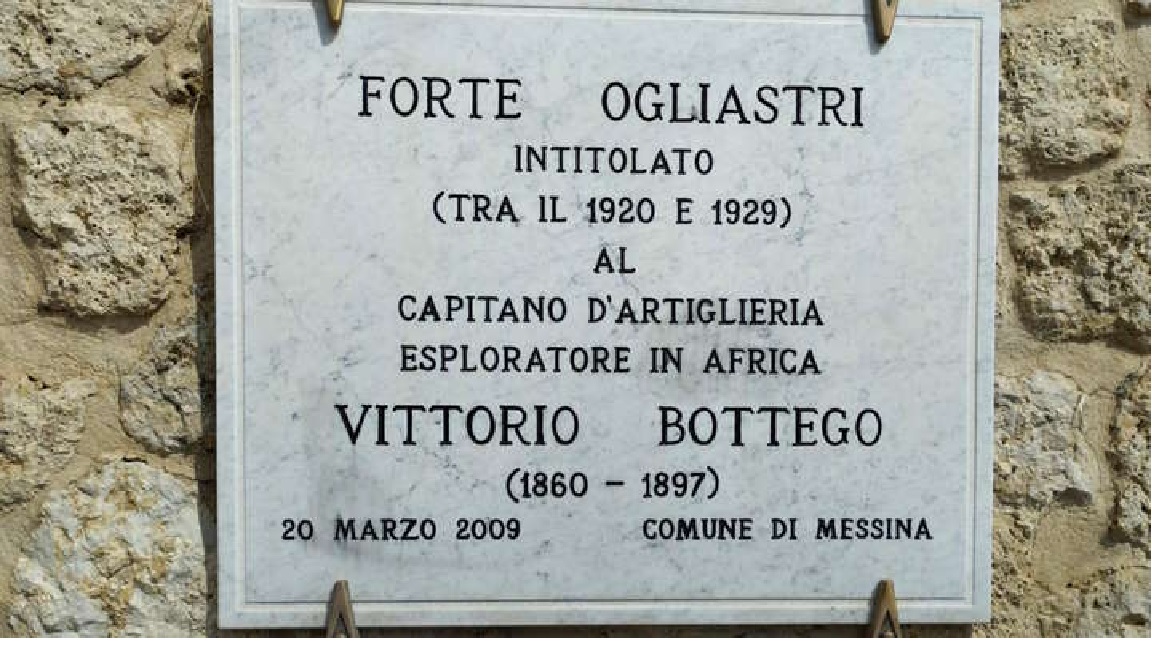 FORTE OGLIASTRI
INTITOLATO
(TRA IL 1920 E 1929)
AL
CAPITANO D'ARTIGLIERIA
ESPLORATORE IN AFRICA
VITTORIO BOTTEGO
(1860 – 1897)
20 MARZO 2009 COMUNE DI MESSINA